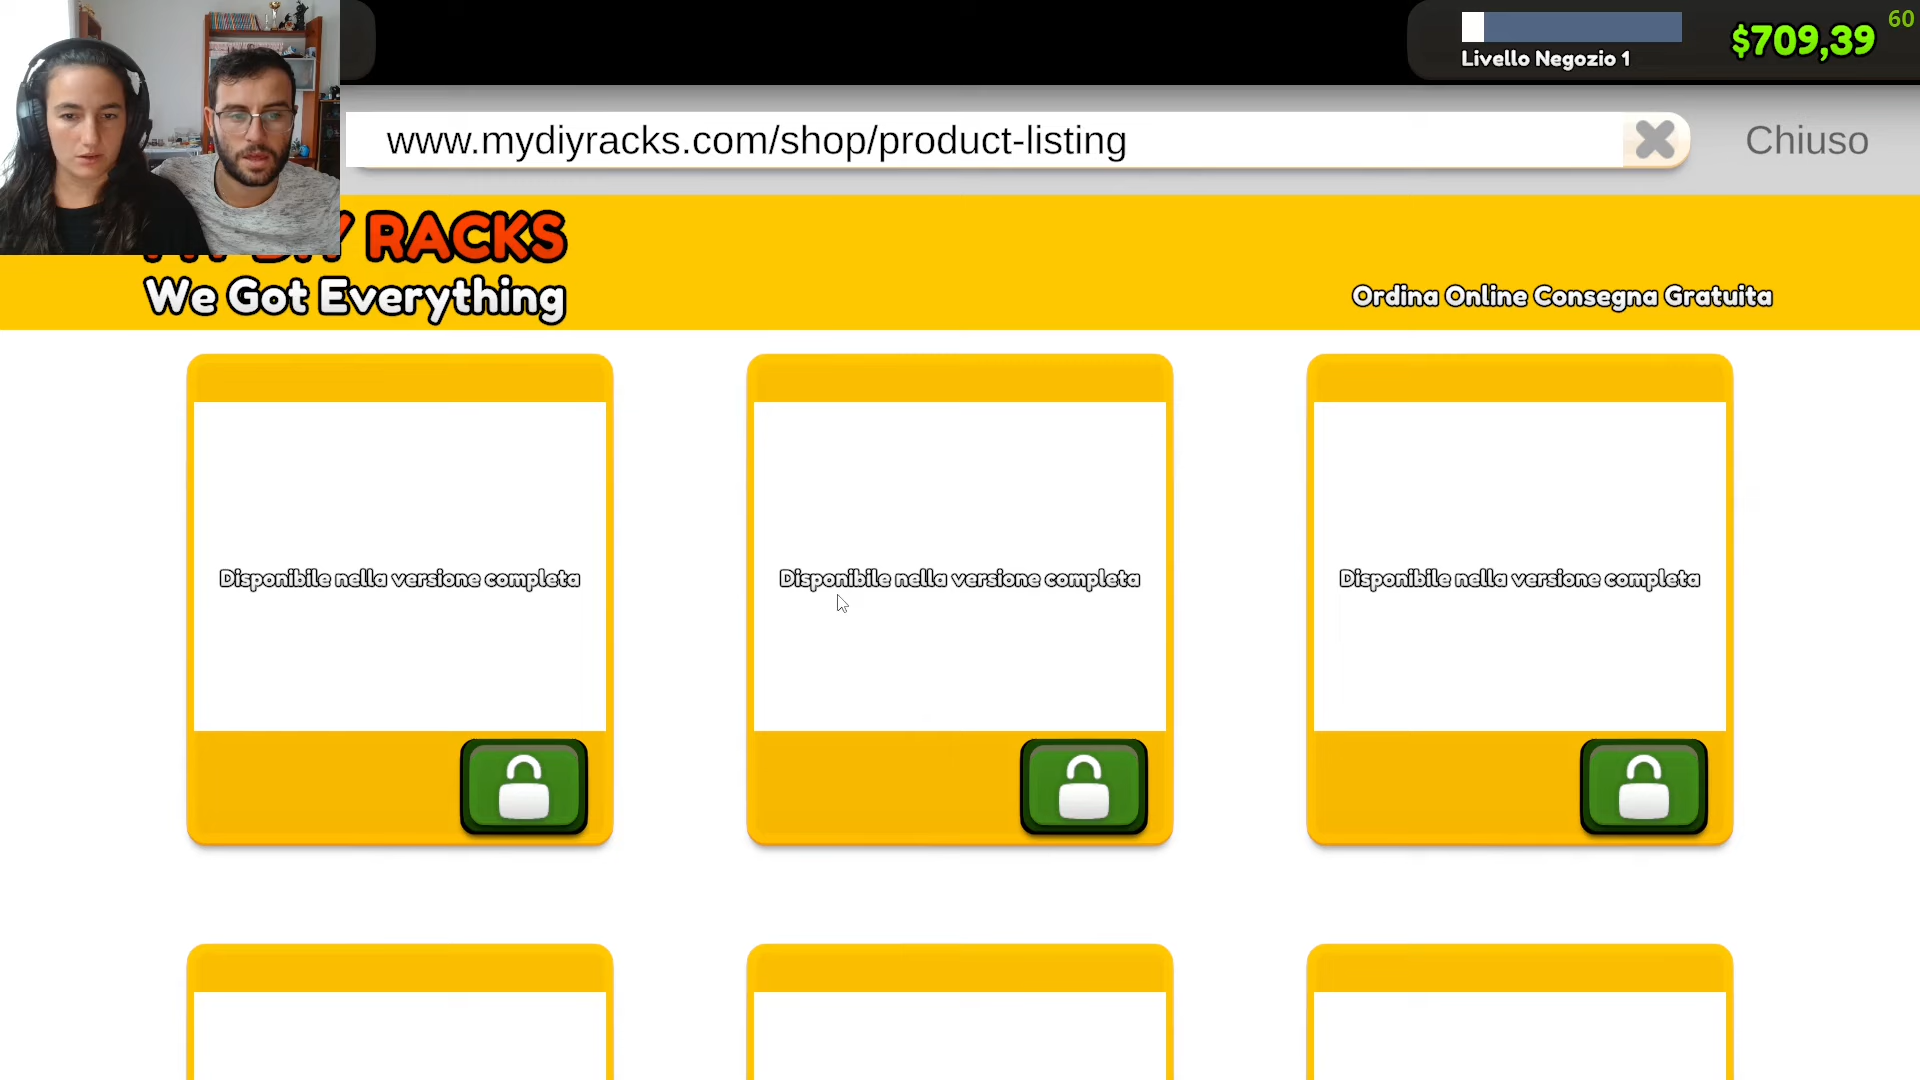 60
$709,39
Livello Negozio 1
www.mydiyracks.com/shop/product-listing
Chiuso
RACKS
We Got Everything
Ordina Online Consegna Gratuita
Disponibile nella versione completa
Disponibile nella versione completa
Disponibile nella versione completa